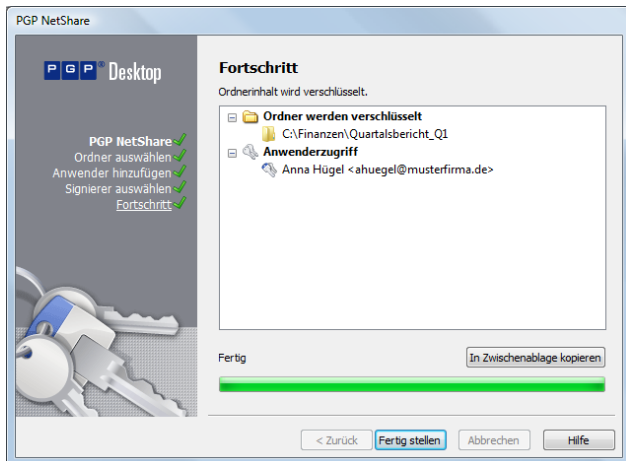 PGP NetShare
PGP® Desktop
PGP NetShare
Ordner auswählen
Anwender hinzufügen
Signierer auswählen
Fortschritt
Fortschritt
Ordnerinhalt wird verschlüsselt.
Ordner werden verschlüsselt
C:\Finanzen\Quartalsbericht_Q1
Anwenderzugriff
Anna Hügel <ahuegel@musterfirma.de>
Fertig
In Zwischenablage kopieren
< Zurück
Fertig stellen
Abbrechen
Hilfe